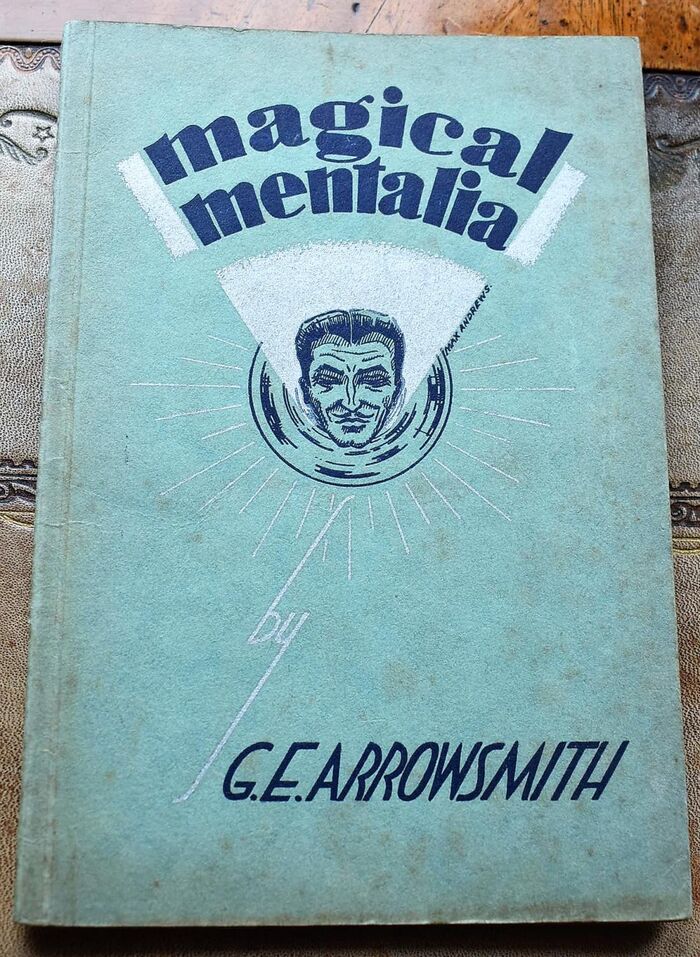 magical
mentalia
MAX ANDREWS.
by
G.E. ARROWSMITH